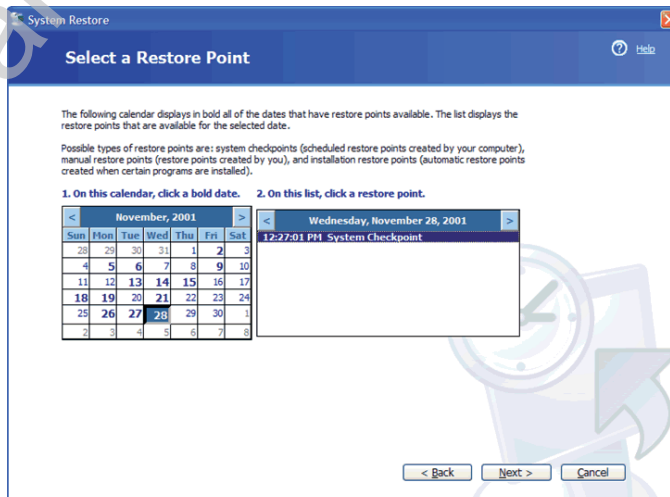 System Restore
Select a Restore Point
Help
The following calendar displays in bold all of the dates that have restore points available. The list displays the
restore points that are available for the selected date.
Possible types of restore points are: system checkpoints (scheduled restore points created by your computer),
manual restore points (restore points created by you), and installation restore points (automatic restore points
created when certain programs are installed).
1. On this calendar, click a bold date. 2. On this list, click a restore point.
< November, 2001 >
Sun Mon Tue Wed Thu Fri Sat
28 29 30 31 1 2 3
4 5 6 7 8 9 10
11 12 13 14 15 16 17
18 19 20 21 22 23 24
25 26 27 28 29 30 1
2 3 4 5 6 7 8
< Wednesday, November 28, 2001 >
12:27:01 PM System Checkpoint
< Back Next > Cancel